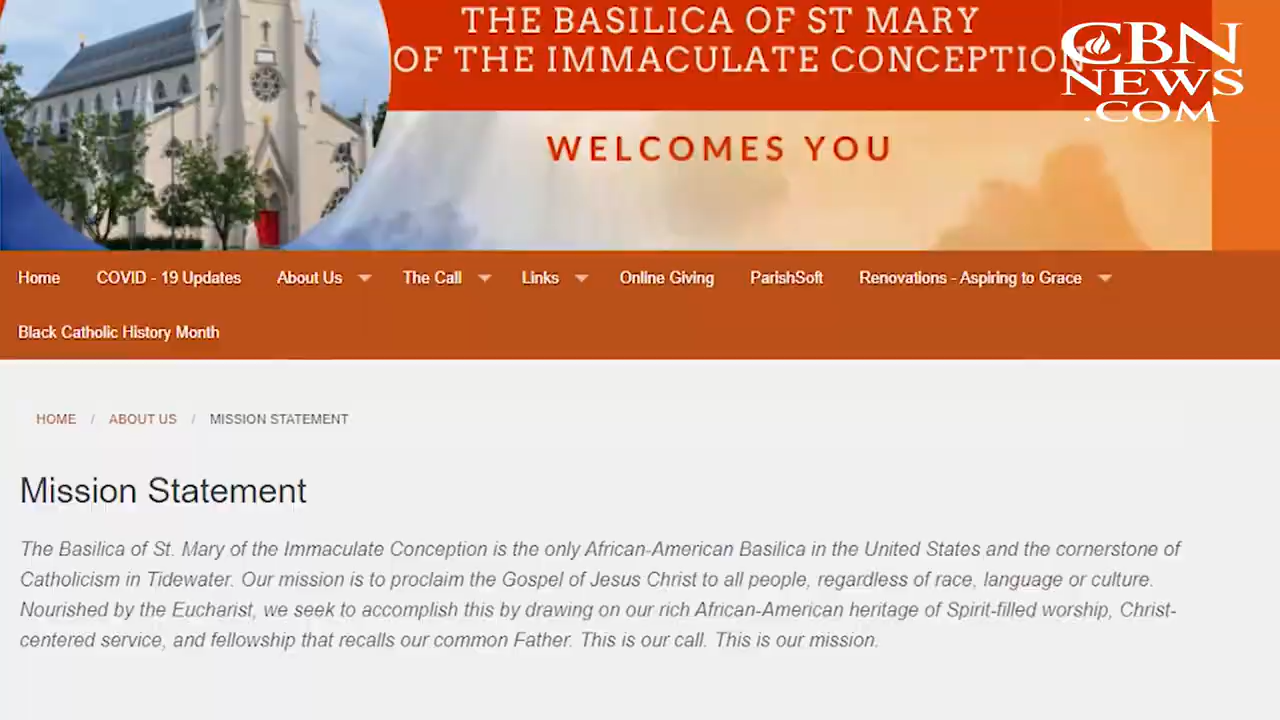 THE BASILICA OF ST MARY
OF THE IMMACULATE CONCEPTION
CBN
NEWS
.COM
WELCOMES YOU
Home COVID - 19 Updates About Us The Call Links Online Giving ParishSoft Renovations - Aspiring to Grace
Black Catholic History Month
HOME / ABOUT US / MISSION STATEMENT
Mission Statement
The Basilica of St. Mary of the Immaculate Conception is the only African-American Basilica in the United States and the cornerstone of
Catholicism in Tidewater. Our mission is to proclaim the Gospel of Jesus Christ to all people, regardless of race, language or culture.
Nourished by the Eucharist, we seek to accomplish this by drawing on our rich African-American heritage of Spirit-filled worship, Christ-
centered service, and fellowship that recalls our common Father. This is our call. This is our mission.